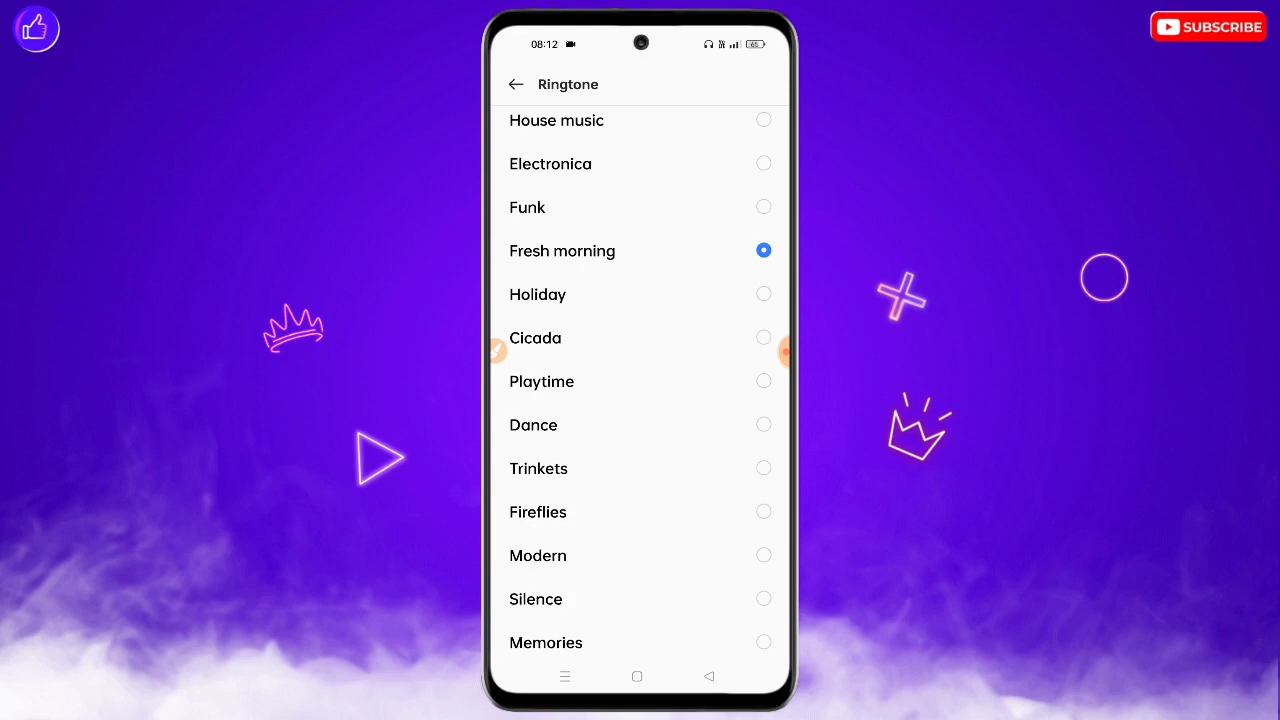 SUBSCRIBE
08:12
65
Ringtone
House music
Electronica
Funk
Fresh morning
Holiday
Cicada
Playtime
Dance
Trinkets
Fireflies
Modern
Silence
Memories